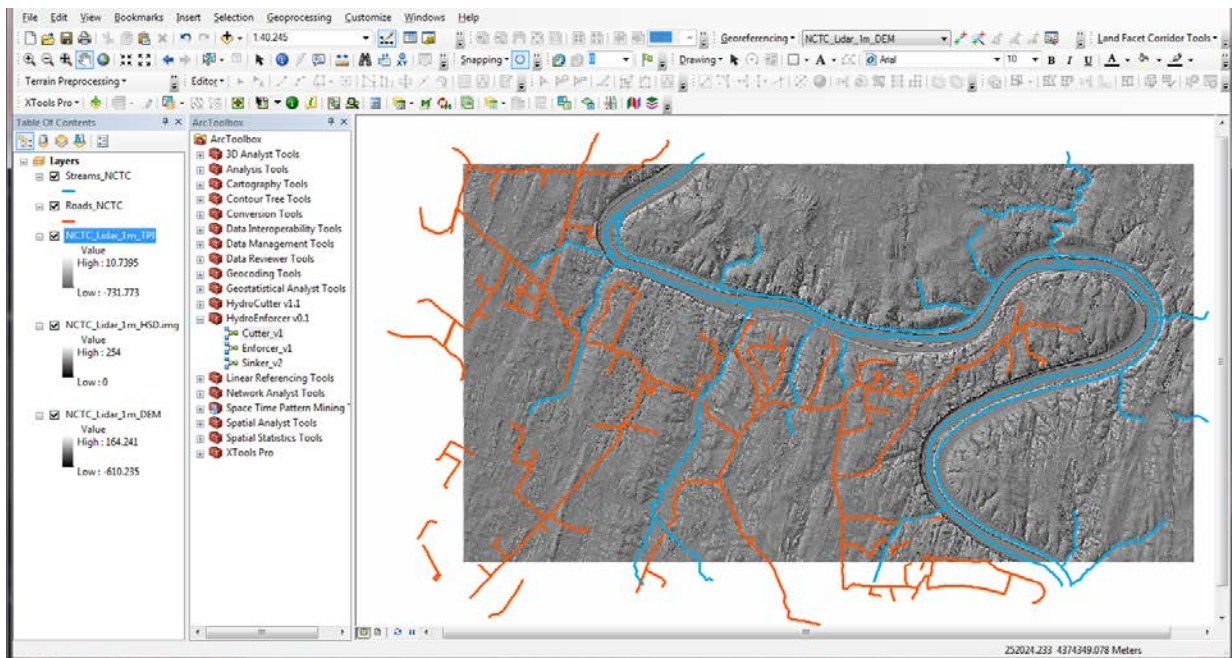 File Edit View Bookmarks Insert Selection Geoprocessing Customize Windows Help
1:40,245
Georeferencing NCTC_Lidar_1m_DEM
Land Facet Corridor Tools
Snapping
Drawing
A
Arial
10
B I U A
Terrain Preprocessing
Editor
XTools Pro
Table Of Contents
Layers
Streams_NCTC
Roads_NCTC
NCTC_Lidar_1m_TPI
Value
High : 10.7395
Low : -731.773
NCTC_Lidar_1m_HSD.img
Value
High : 254
Low : 0
NCTC_Lidar_1m_DEM
Value
High : 164.241
Low : -610.235
ArcToolbox
ArcToolbox
3D Analyst Tools
Analysis Tools
Cartography Tools
Contour Tree Tools
Conversion Tools
Data Interoperability Tools
Data Management Tools
Data Reviewer Tools
Geocoding Tools
Geostatistical Analyst Tools
HydroCutter v1.1
HydroEnforcer v0.1
Cutter_v1
Enforcer_v1
Sinker_v2
Linear Referencing Tools
Network Analyst Tools
Space Time Pattern Mining
Spatial Analyst Tools
Spatial Statistics Tools
XTools Pro
252024.233 4374349.078 Meters